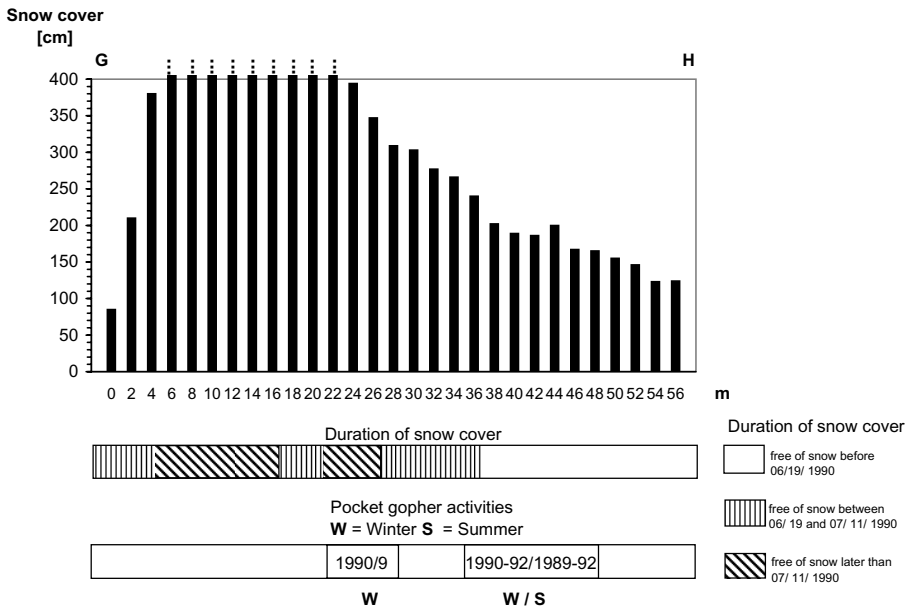 Snow cover
[cm]
G
H
400
350
300
250
200
150
100
50
0
0 2 4 6 8 10 12 14 16 18 20 22 24 26 28 30 32 34 36 38 40 42 44 46 48 50 52 54 56 m
Duration of snow cover
Pocket gopher activities
W = Winter S = Summer
1990/9
1990-92/1989-92
W
W / S
Duration of snow cover
free of snow before
06/19/ 1990
free of snow between
06/ 19 and 07/ 11/ 1990
free of snow later than
07/ 11/ 1990